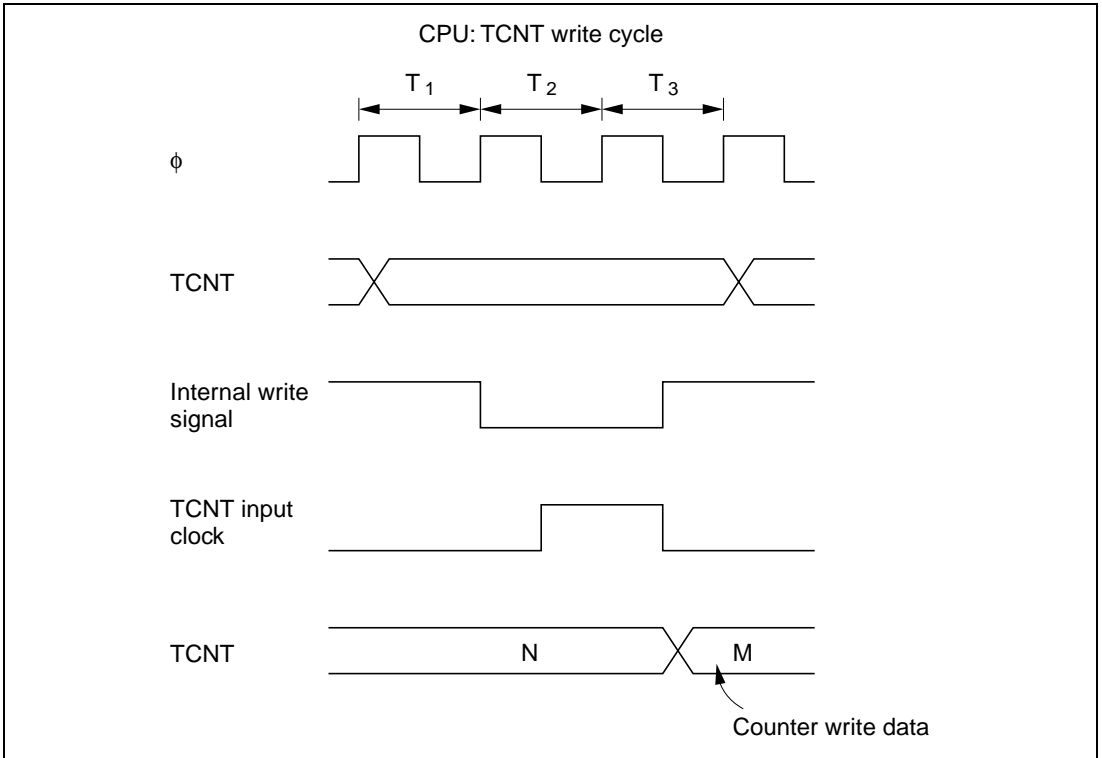 CPU: TCNT write cycle
T1 T2 T3
ϕ
TCNT
Internal write
signal
TCNT input
clock
TCNT
N M
Counter write data